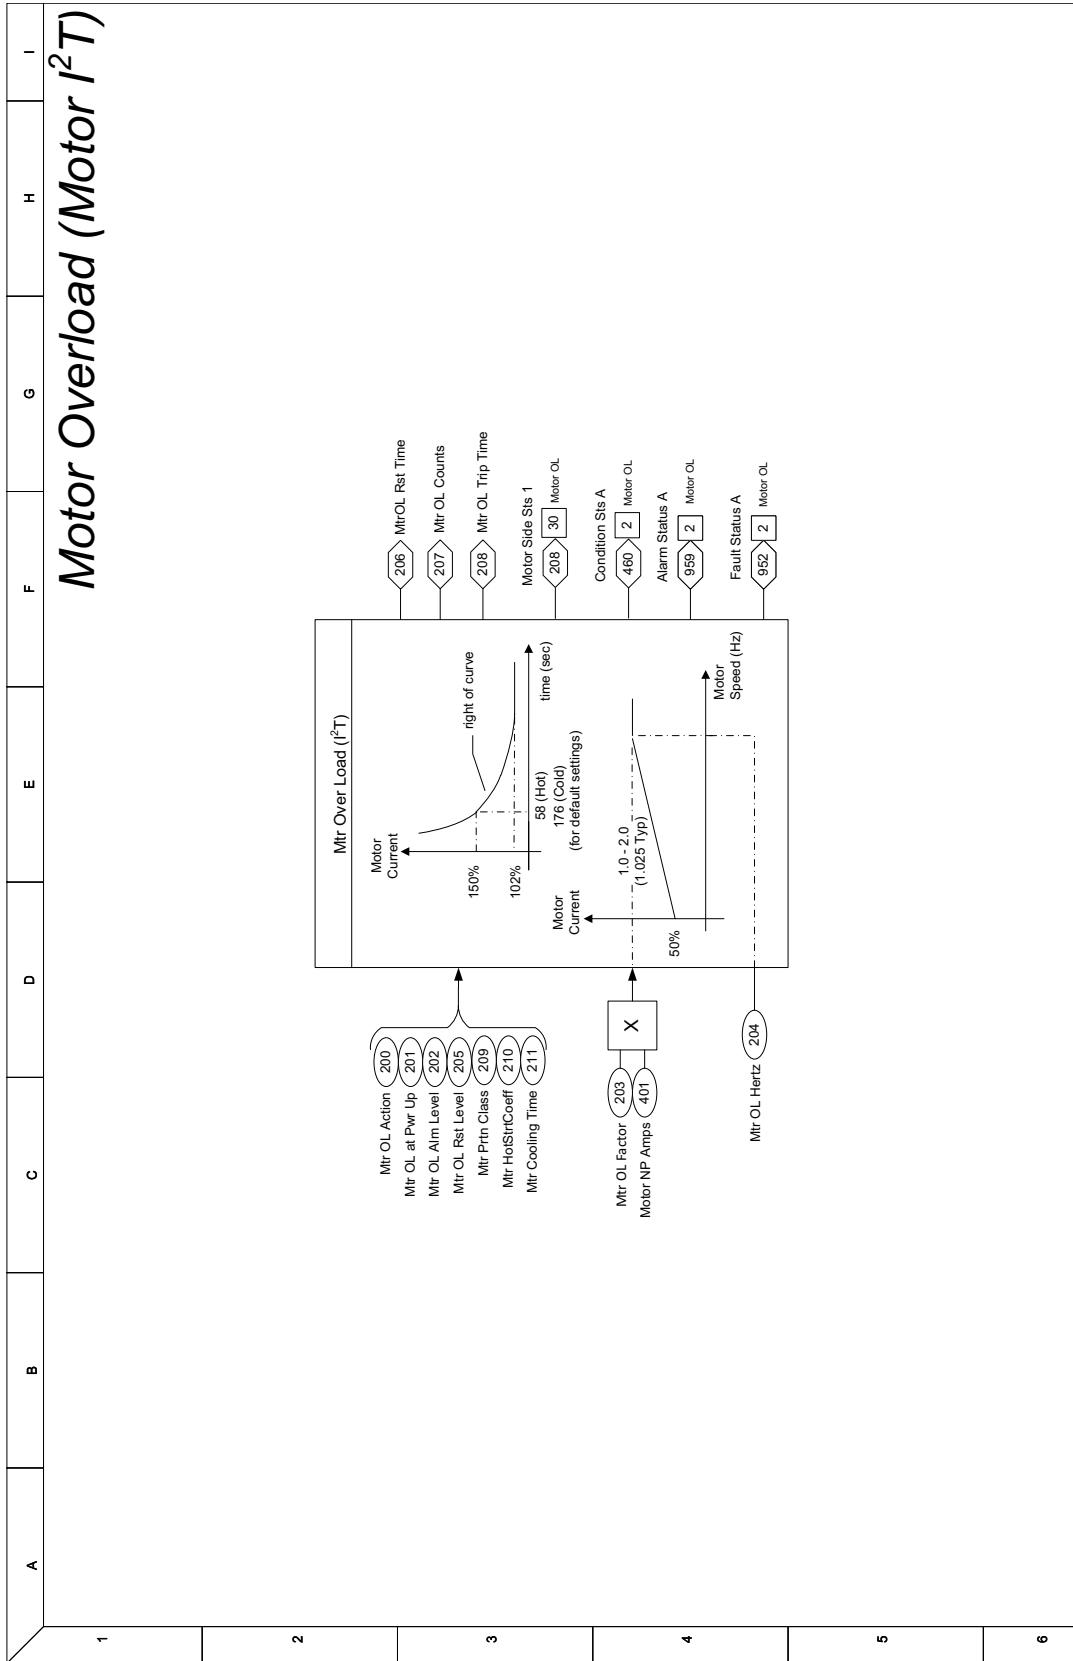 A
B
C
D
E
F
G
H
I
1
2
3
4
5
6
Motor Overload (Motor I²T)
Mtr Over Load (I²T)
Mtr OL Action 200
Mtr OL at Pwr Up 201
Mtr OL Alm Level 202
Mtr OL Rst Level 205
Mtr Prtn Class 209
Mtr HotStrtCoeff 210
Mtr Cooling Time 211
Mtr OL Factor 203
Motor NP Amps 401
X
Mtr OL Hertz 204
Motor
Current
150%
102%
right of curve
time (sec)
58 (Hot)
176 (Cold)
(for default settings)
Motor
Current
50%
1.0 - 2.0
(1.025 Typ)
Motor
Speed (Hz)
206 MtrOL Rst Time
207 Mtr OL Counts
208 Mtr OL Trip Time
Motor Side Sts 1
208 30 Motor OL
Condition Sts A
460 2 Motor OL
Alarm Status A
959 2 Motor OL
Fault Status A
952 2 Motor OL